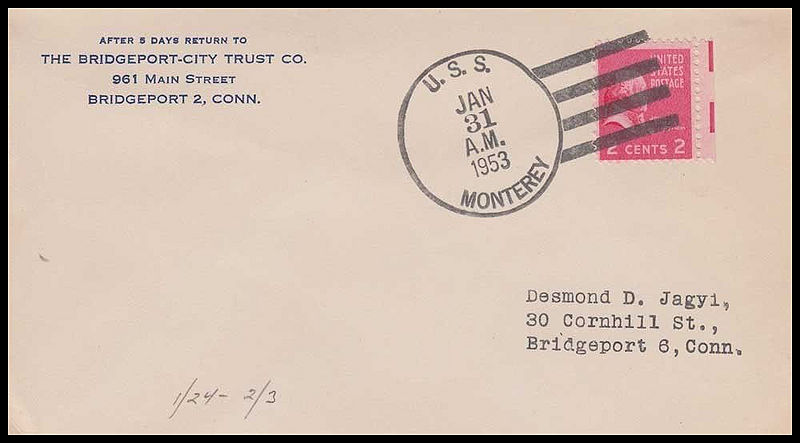 AFTER 5 DAYS RETURN TO
THE BRIDGEPORT-CITY TRUST CO.
961 MAIN STREET
BRIDGEPORT 2, CONN.
U. S. S.
JAN
31
A.M.
1953
MONTEREY
UNITED
STATES
POSTAGE
2 CENTS 2
Desmond D. Jagyi,
30 Cornhill St.,
Bridgeport 6, Conn.
1/24- 2/3